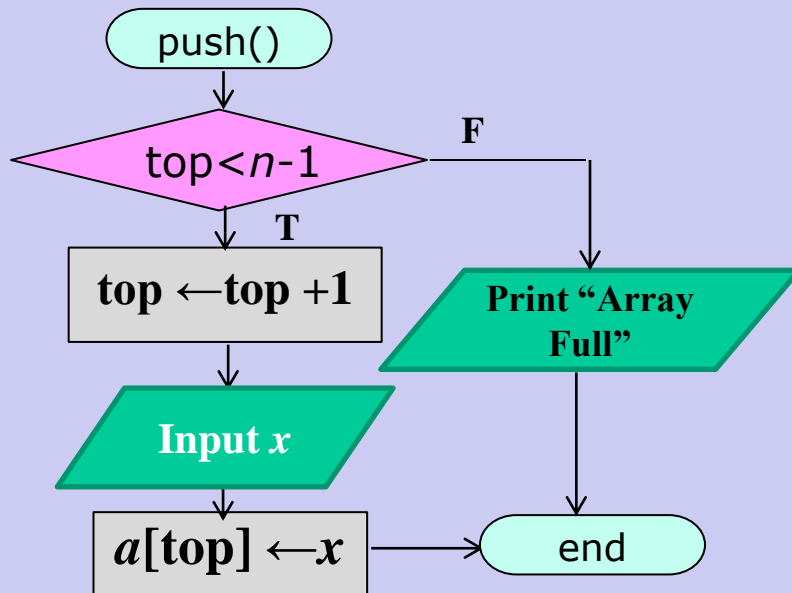 push()
top<n-1
F
T
top ←top +1
Print “Array
Full”
Input x
a[top] ←x
end